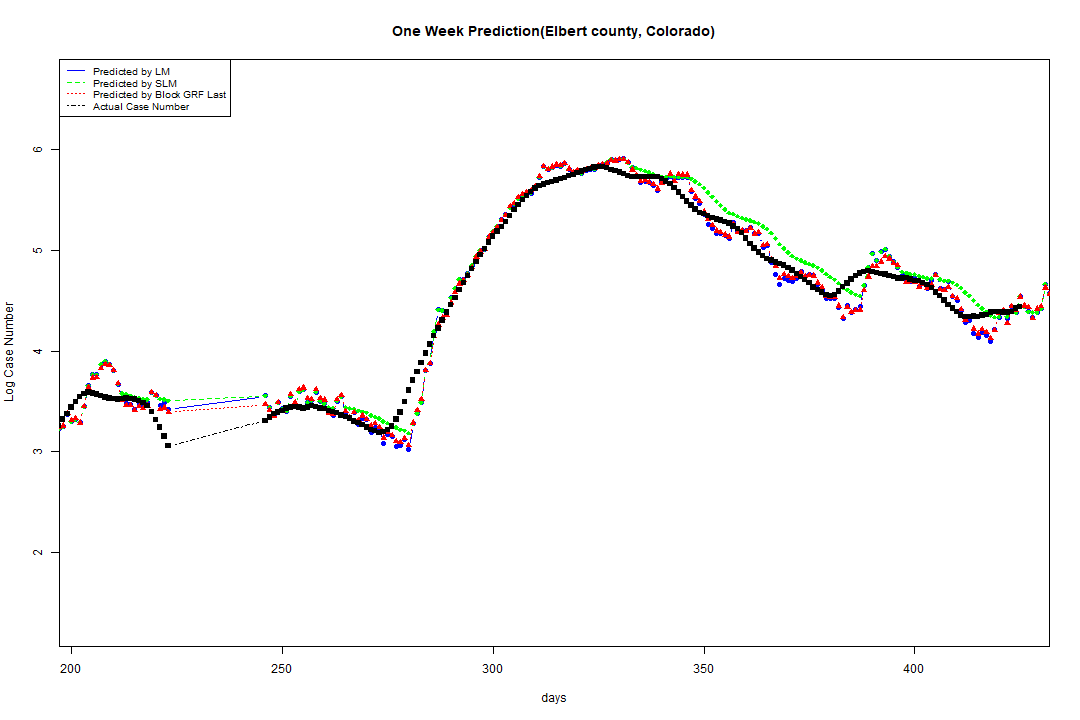 One Week Prediction(Elbert county, Colorado)
Predicted by LM
Predicted by SLM
Predicted by Block GRF Last
Actual Case Number
6
5
4
3
2
Log Case Number
200 250 300 350 400
days